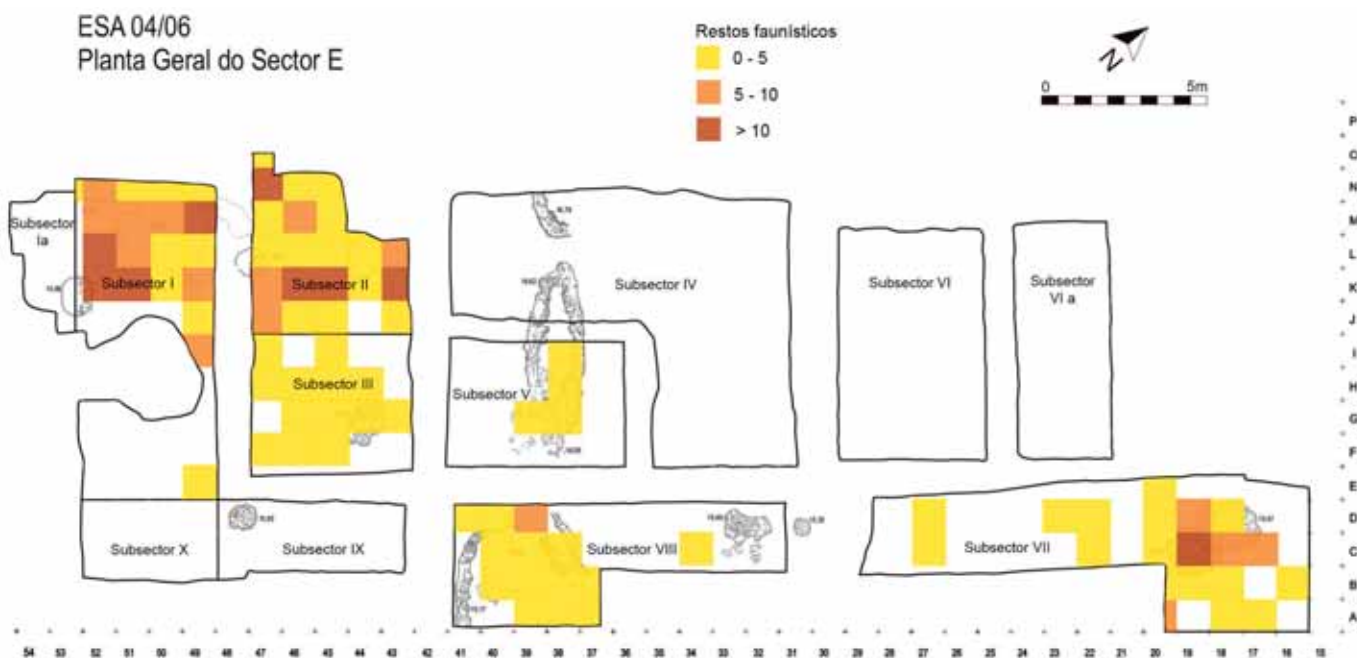 ESA 04/06
Planta Geral do Sector E
Restos faunísticos
0 - 5
5 - 10
> 10
N
0 5m
P
O
N
M
L
K
J
I
H
G
F
E
D
C
B
A
Subsector
Ia
Subsector I
Subsector II
Subsector III
Subsector IV
Subsector V
Subsector VI
Subsector
VI a
Subsector X
Subsector IX
Subsector VIII
Subsector VII
54 53 52 51 50 49 48 47 46 45 44 43 42 41 40 39 38 37 36 35 34 33 32 31 30 29 28 27 26 25 24 23 22 21 20 19 18 17 16 15